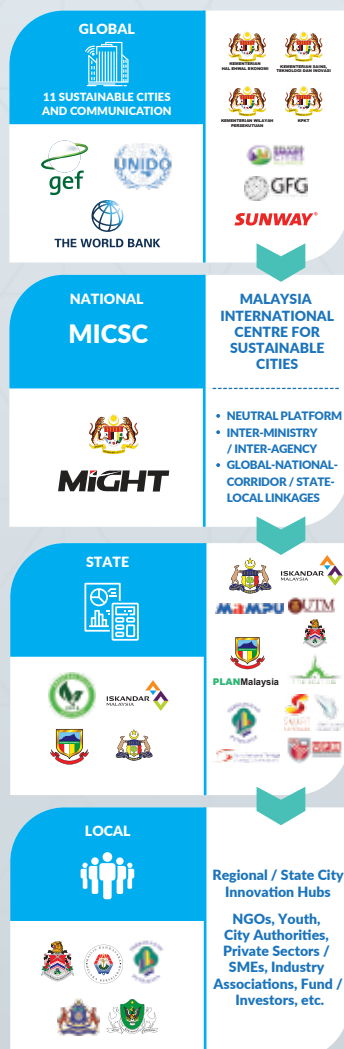 GLOBAL
11 SUSTAINABLE CITIES
AND COMMUNICATION
gef
UNIDO
THE WORLD BANK
KEMENTERIAN
HAL EHWAL EKONOMI
KEMENTERIAN SAINS,
TEKNOLOGI DAN INOVASI
KEMENTERIAN WILAYAH
PERSEKUTUAN
KPKT
GFG
SUNWAY
NATIONAL
MICSC
MiGHT
MALAYSIA
INTERNATIONAL
CENTRE FOR
SUSTAINABLE
CITIES
• NEUTRAL PLATFORM
• INTER-MINISTRY
/ INTER-AGENCY
• GLOBAL-NATIONAL-
CORRIDOR / STATE-
LOCAL LINKAGES
STATE
ISKANDAR
MALAYSIA
ISKANDAR
MALAYSIA
MAMPU
UTM
PLANMalaysia
SMART
LOCAL
Regional / State City
Innovation Hubs
NGOs, Youth,
City Authorities,
Private Sectors /
SMEs, Industry
Associations, Fund /
Investors, etc.